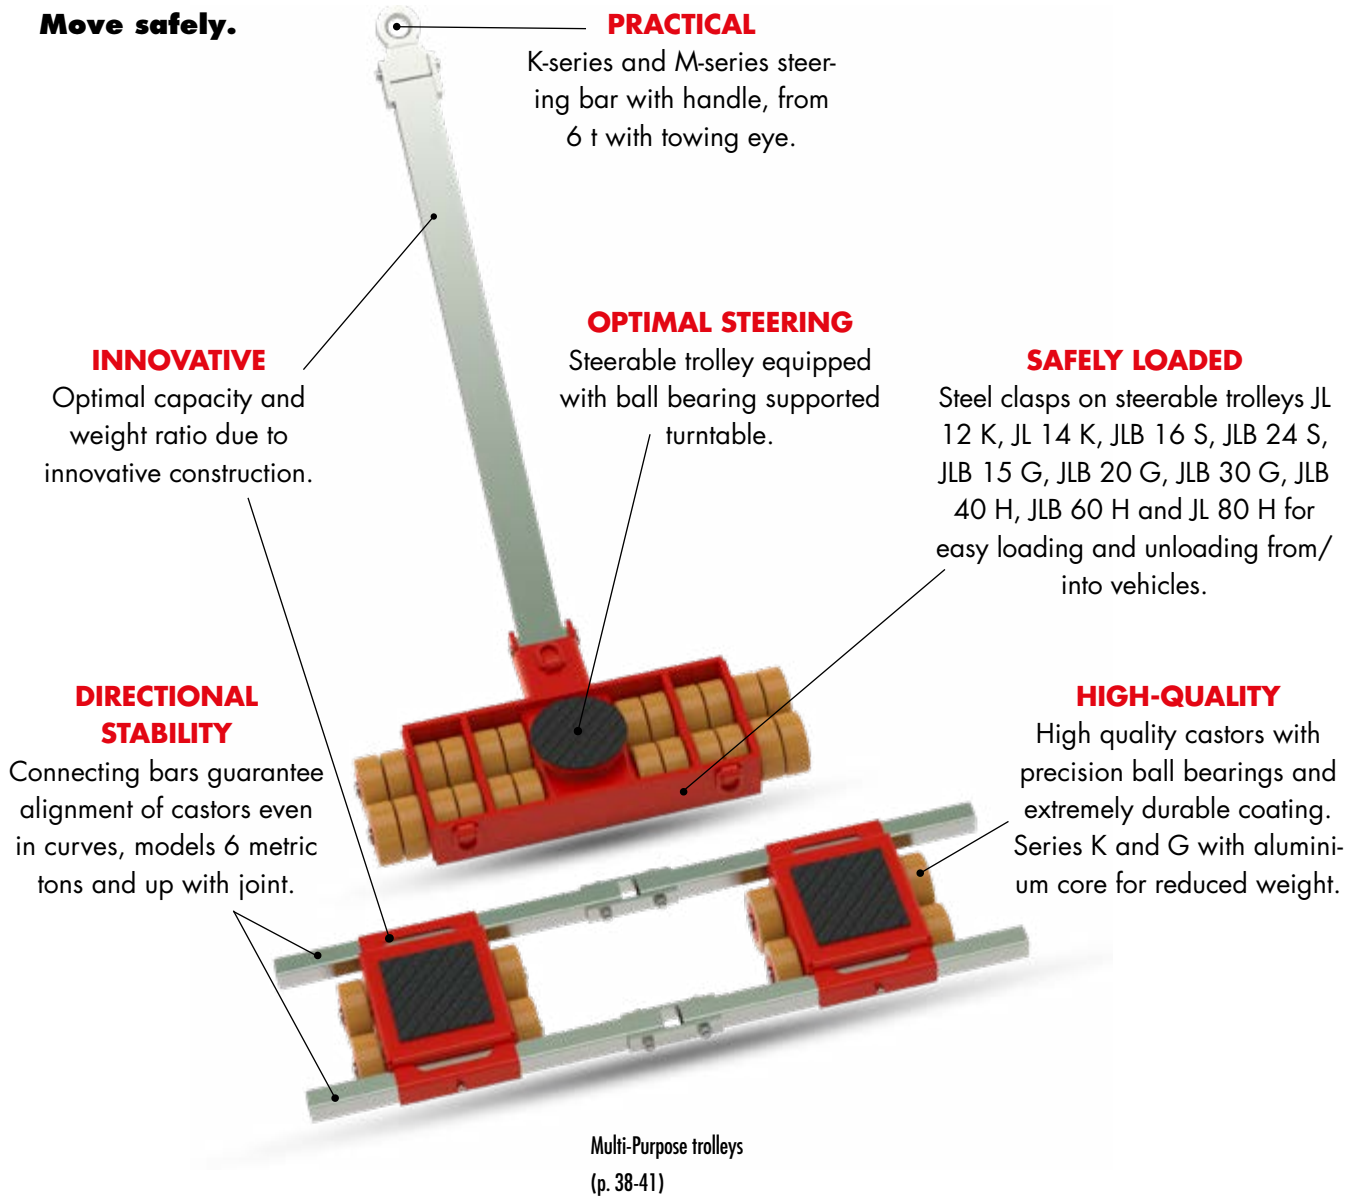 Move safely.
PRACTICAL
K-series and M-series steer-
ing bar with handle, from
6 t with towing eye.
OPTIMAL STEERING
Steerable trolley equipped
with ball bearing supported
turntable.
INNOVATIVE
Optimal capacity and
weight ratio due to
innovative construction.
SAFELY LOADED
Steel clasps on steerable trolleys JL
12 K, JL 14 K, JLB 16 S, JLB 24 S,
JLB 15 G, JLB 20 G, JLB 30 G, JLB
40 H, JLB 60 H and JL 80 H for
easy loading and unloading from/
into vehicles.
DIRECTIONAL
STABILITY
Connecting bars guarantee
alignment of castors even
in curves, models 6 metric
tons and up with joint.
HIGH-QUALITY
High quality castors with
precision ball bearings and
extremely durable coating.
Series K and G with alumini-
um core for reduced weight.
Multi-Purpose trolleys
(p. 38-41)